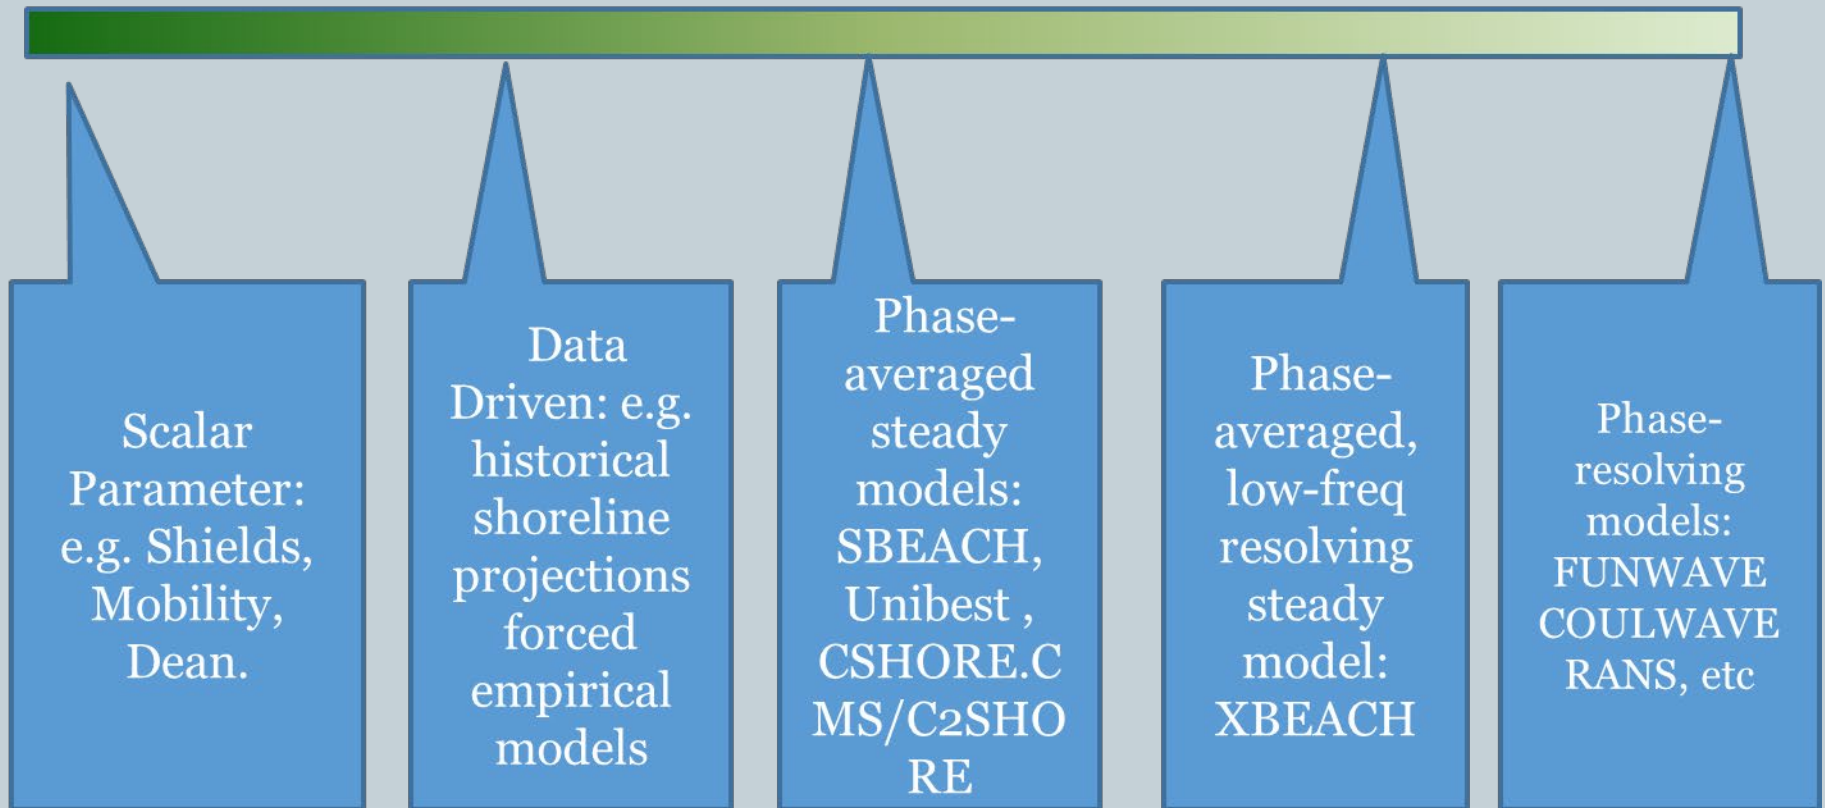 Scalar
Parameter:
e.g. Shields,
Mobility,
Dean.
Data
Driven: e.g.
historical
shoreline
projections
forced
empirical
models
Phase-
averaged
steady
models:
SBEACH,
Unibest ,
CSHORE.C
MS/C2SHO
RE
Phase-
averaged,
low-freq
resolving
steady
model:
XBEACH
Phase-
resolving
models:
FUNWAVE
COULWAVE
RANS, etc